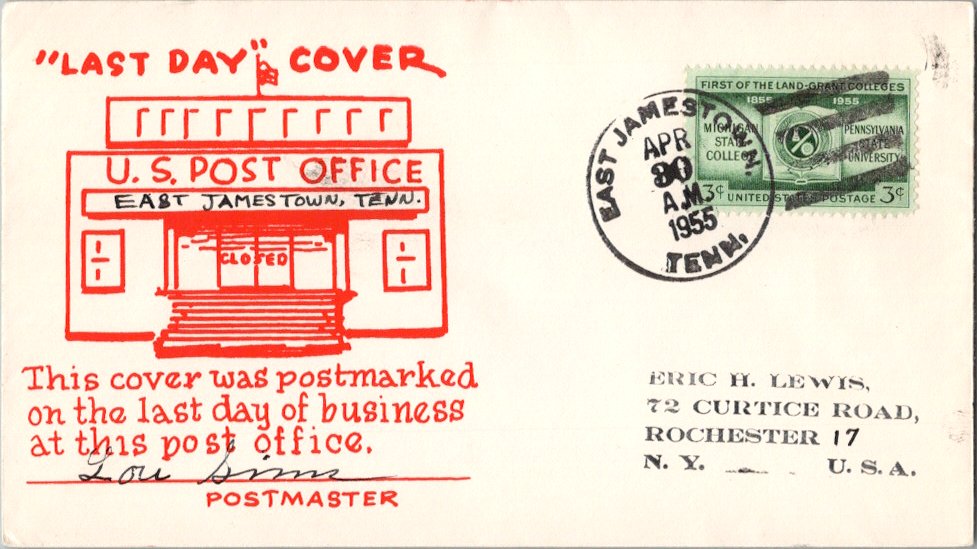 "LAST DAY" COVER
U.S. POST OFFICE
EAST JAMESTOWN, TENN.
CLOSED
This cover was postmarked
on the last day of business
at this post office.
Lou Sims
POSTMASTER
EAST JAMESTOWN,
APR
30
A.M.
1955
TENN.
FIRST OF THE LAND-GRANT COLLEGES
1855 1955
MICHIGAN STATE COLLEGE
PENNSYLVANIA STATE UNIVERSITY
3¢ UNITED STATES POSTAGE 3¢
ERIC H. LEWIS,
72 CURTICE ROAD,
ROCHESTER 17
N. Y. U. S. A.